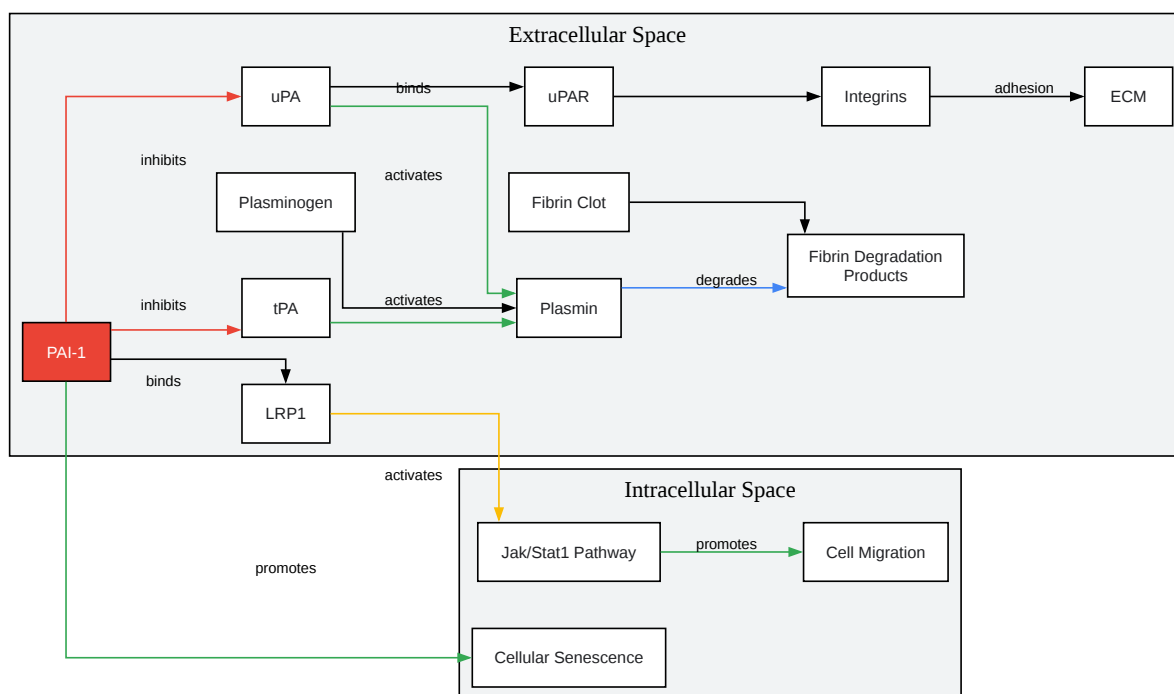 Extracellular Space
uPA
binds
uPAR
Integrins
adhesion
ECM
inhibits
activates
Plasminogen
Fibrin Clot
Fibrin Degradation
Products
inhibits
tPA
activates
Plasmin
degrades
PAI-1
binds
LRP1
activates
Intracellular Space
Jak/Stat1 Pathway
promotes
Cell Migration
promotes
Cellular Senescence